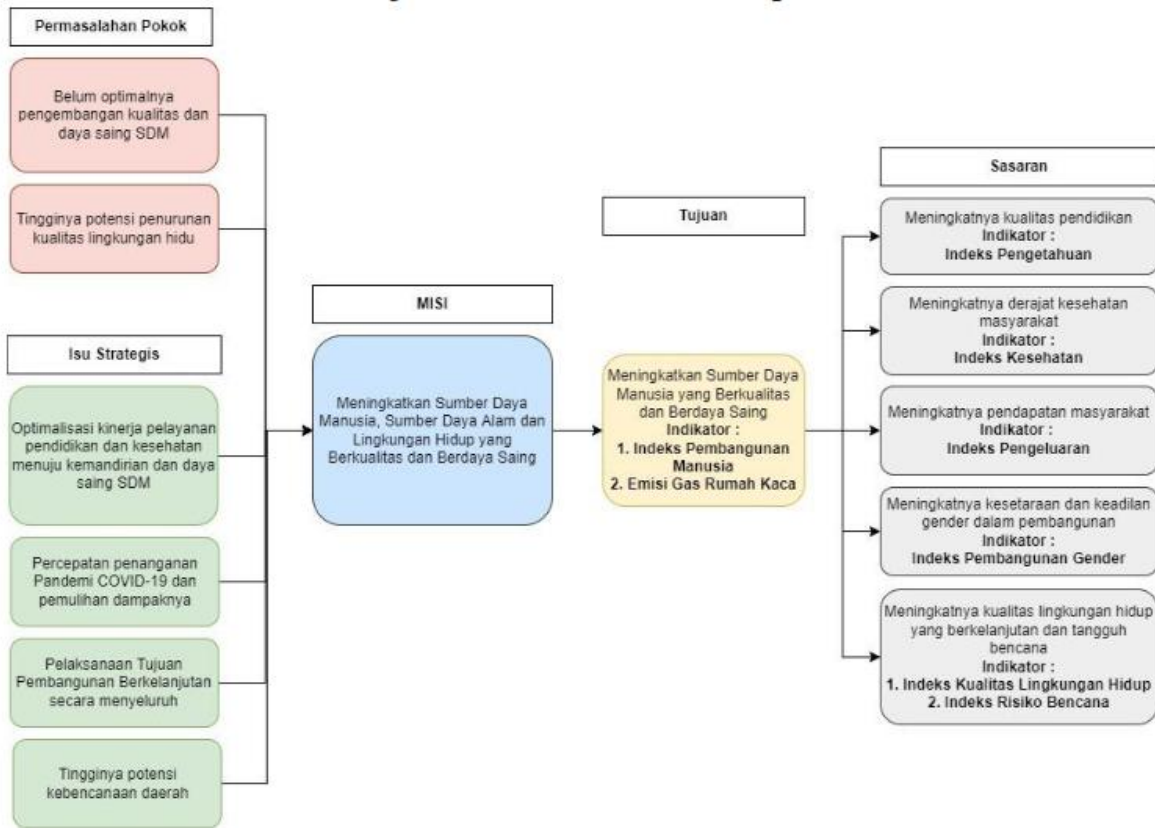 Permasalahan Pokok
Belum optimalnya
pengembangan kualitas dan
daya saing SDM
Tingginya potensi penurunan
kualitas lingkungan hidu
Isu Strategis
Optimalisasi kinerja pelayanan
pendidikan dan kesehatan
menuju kemandirian dan daya
saing SDM
Percepatan penanganan
Pandemi COVID-19 dan
pemulihan dampaknya
Pelaksanaan Tujuan
Pembangunan Berkelanjutan
secara menyeluruh
Tingginya potensi
kebencanaan daerah
MISI
Meningkatkan Sumber Daya
Manusia, Sumber Daya Alam dan
Lingkungan Hidup yang
Berkualitas dan Berdaya Saing
Tujuan
Meningkatkan Sumber Daya
Manusia yang Berkualitas
dan Berdaya Saing
Indikator :
1. Indeks Pembangunan
Manusia
2. Emisi Gas Rumah Kaca
Sasaran
Meningkatnya kualitas pendidikan
Indikator :
Indeks Pengetahuan
Meningkatnya derajat kesehatan
masyarakat
Indikator :
Indeks Kesehatan
Meningkatnya pendapatan masyarakat
Indikator :
Indeks Pengeluaran
Meningkatnya kesetaraan dan keadilan
gender dalam pembangunan
Indikator :
Indeks Pembangunan Gender
Meningkatnya kualitas lingkungan hidup
yang berkelanjutan dan tangguh
bencana
Indikator :
1. Indeks Kualitas Lingkungan Hidup
2. Indeks Risiko Bencana